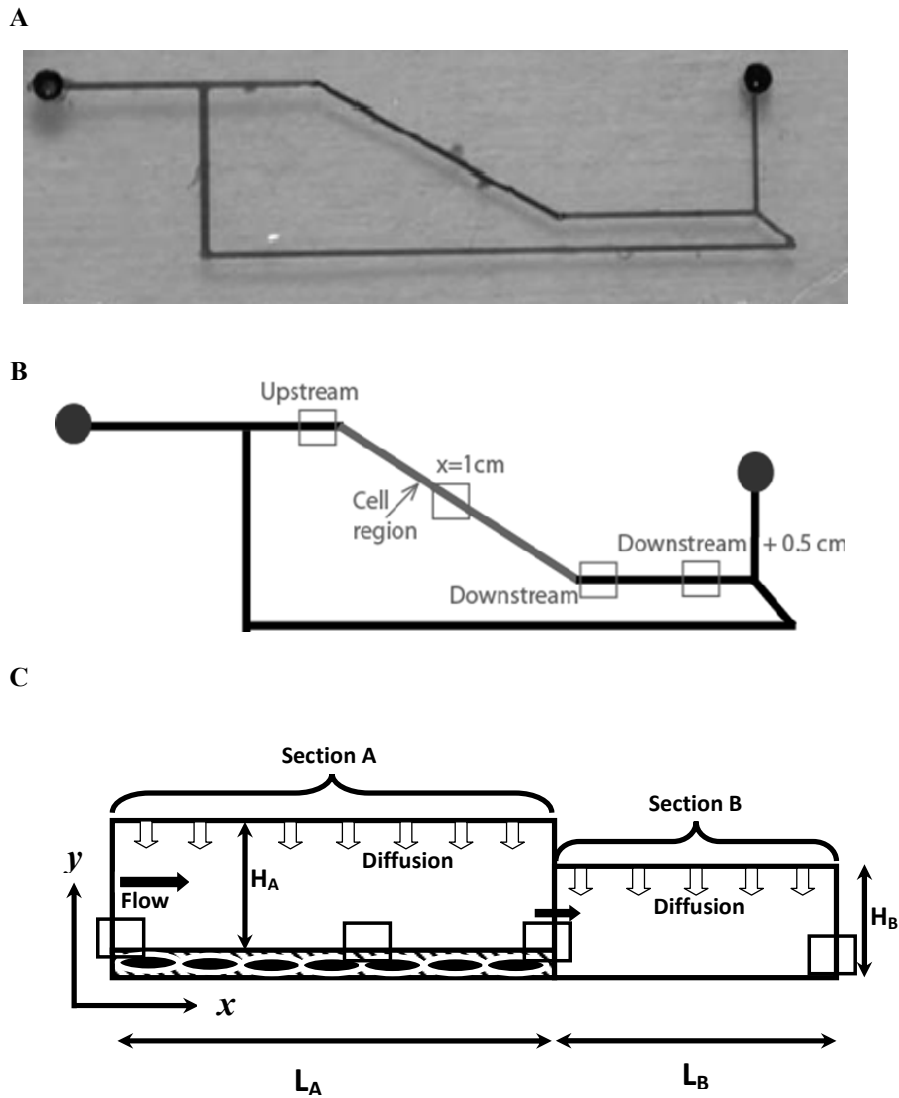 A
B
Upstream
x=1cm
Cell
region
Downstream + 0.5 cm
Downstream
C
Section A
Section B
y
H_A
Diffusion
Flow
Diffusion
H_B
x
L_A
L_B